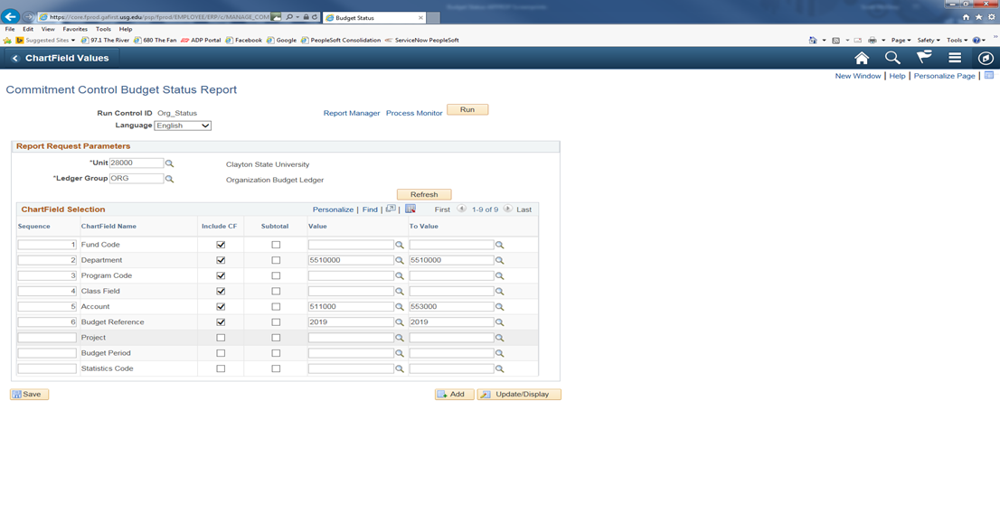 https://core.fprod.gafirst.usg.edu/psp/fprod/EMPLOYEE/ERP/c/MANAGE_COM
Budget Status
File Edit View Favorites Tools Help
Suggested Sites 97.1 The River 680 The Fan ADP Portal Facebook Google PeopleSoft Consolidation ServiceNow PeopleSoft
Page Safety Tools
ChartField Values
New Window | Help | Personalize Page |
Commitment Control Budget Status Report
Run Control ID Org_Status Report Manager Process Monitor Run
Language English
Report Request Parameters
*Unit 28000 Clayton State University
*Ledger Group ORG Organization Budget Ledger
Refresh
ChartField Selection Personalize | Find | | First 1-9 of 9 Last
Sequence ChartField Name Include CF Subtotal Value To Value
1 Fund Code
2 Department 5510000 5510000
3 Program Code
4 Class Field
5 Account 511000 553000
6 Budget Reference 2019 2019
Project
Budget Period
Statistics Code
Save Add Update/Display